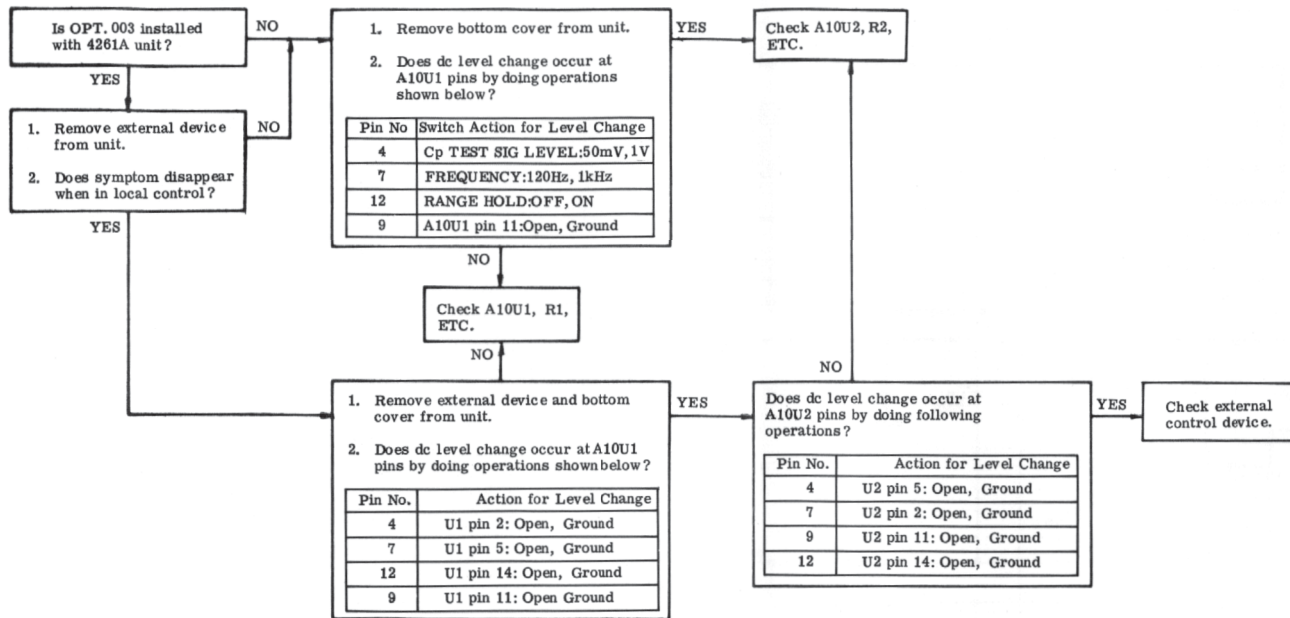 Is OPT. 003 installed
with 4261A unit ?
NO
YES
1. Remove external device
from unit.
2. Does symptom disappear
when in local control ?
NO
YES
1. Remove bottom cover from unit.
2. Does dc level change occur at
A10U1 pins by doing operations
shown below ?
Pin No Switch Action for Level Change
4 Cp TEST SIG LEVEL:50mV, 1V
7 FREQUENCY:120Hz, 1kHz
12 RANGE HOLD:OFF, ON
9 A10U1 pin 11:Open, Ground
YES
Check A10U2, R2,
ETC.
NO
Check A10U1, R1,
ETC.
NO
1. Remove external device and bottom
cover from unit.
2. Does dc level change occur at A10U1
pins by doing operations shown below ?
Pin No. Action for Level Change
4 U1 pin 2: Open, Ground
7 U1 pin 5: Open, Ground
12 U1 pin 14: Open, Ground
9 U1 pin 11: Open Ground
YES
NO
Does dc level change occur at
A10U2 pins by doing following
operations ?
Pin No. Action for Level Change
4 U2 pin 5: Open, Ground
7 U2 pin 2: Open, Ground
9 U2 pin 11: Open, Ground
12 U2 pin 14: Open, Ground
YES
Check external
control device.